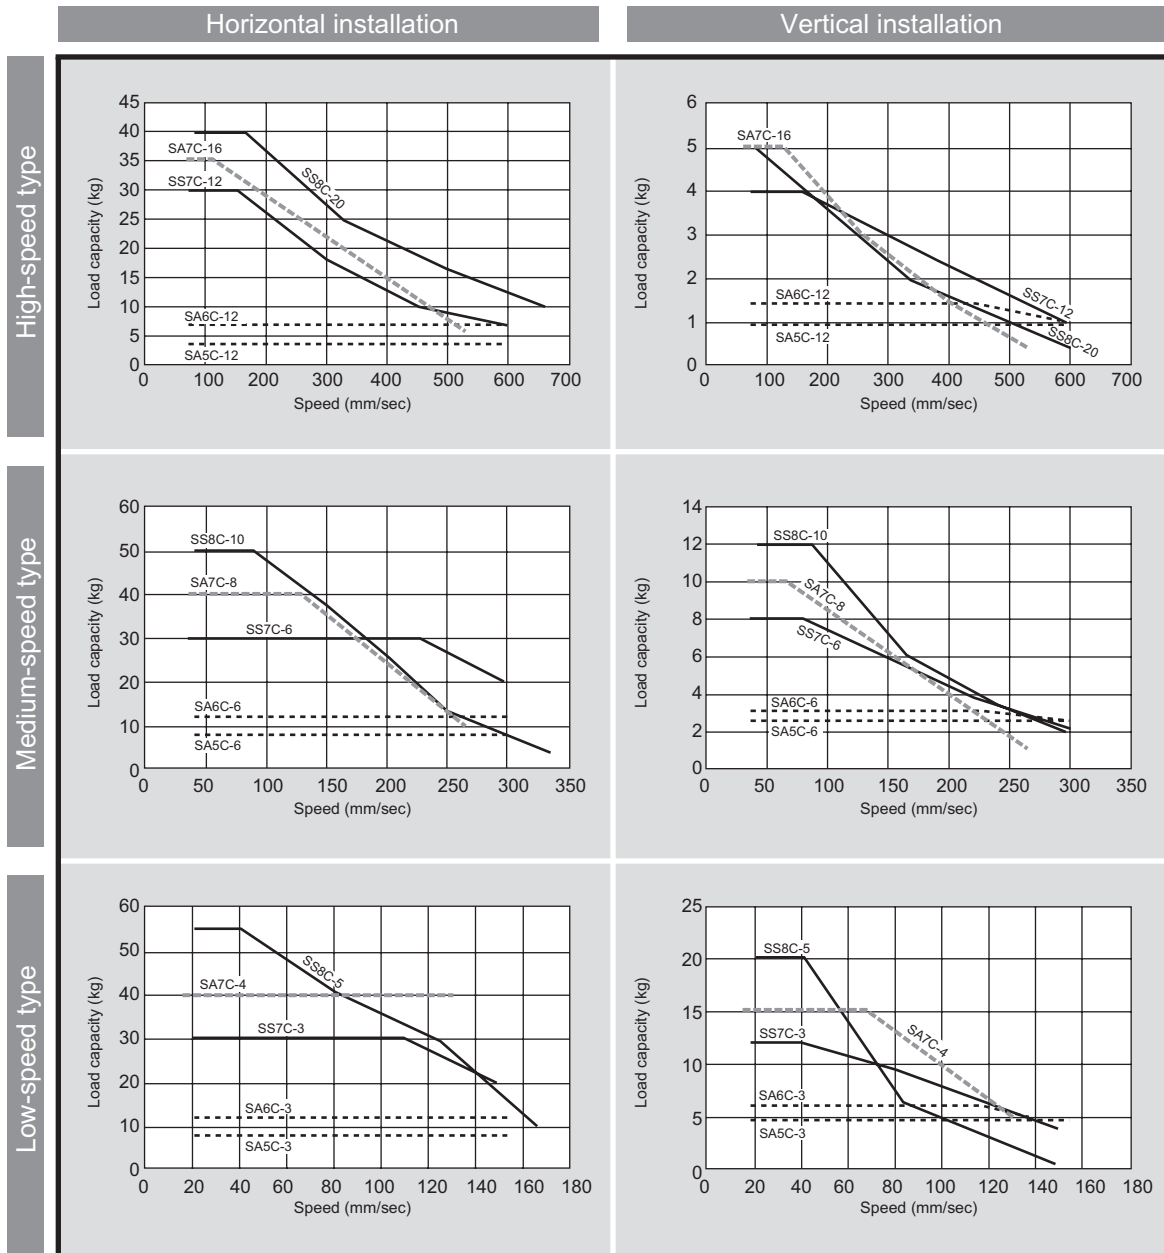 Horizontal installation
Vertical installation
High-speed type
45
40
35
30
25
20
15
10
5
0
Load capacity (kg)
SA7C-16
SS7C-12
SS8C-20
SA6C-12
SA5C-12
0 100 200 300 400 500 600 700
Speed (mm/sec)
6
5
4
3
2
1
0
Load capacity (kg)
SA7C-16
SA6C-12
SA5C-12
SS7C-12
SS8C-20
0 100 200 300 400 500 600 700
Speed (mm/sec)
Medium-speed type
60
50
40
30
20
10
0
Load capacity (kg)
SS8C-10
SA7C-8
SS7C-6
SA6C-6
SA5C-6
0 50 100 150 200 250 300 350
Speed (mm/sec)
14
12
10
8
6
4
2
0
Load capacity (kg)
SS8C-10
SA7C-8
SS7C-6
SA6C-6
SA5C-6
0 50 100 150 200 250 300 350
Speed (mm/sec)
Low-speed type
60
50
40
30
20
10
0
Load capacity (kg)
SS8C-5
SA7C-4
SS7C-3
SA6C-3
SA5C-3
0 20 40 60 80 100 120 140 160 180
Speed (mm/sec)
25
20
15
10
5
0
Load capacity (kg)
SS8C-5
SS7C-3
SA7C-4
SA6C-3
SA5C-3
0 20 40 60 80 100 120 140 160 180
Speed (mm/sec)